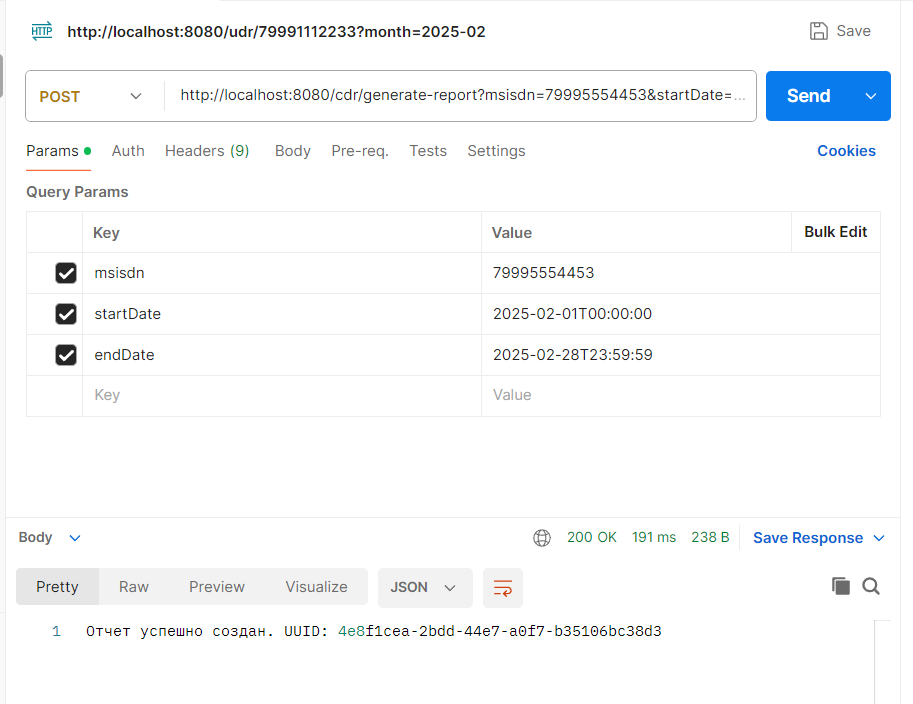 HTTP http://localhost:8080/udr/79991112233?month=2025-02 Save
POST http://localhost:8080/cdr/generate-report?msisdn=79995554453&startDate=... Send
Params Auth Headers (9) Body Pre-req. Tests Settings Cookies
Query Params
Key Value Bulk Edit
msisdn 79995554453
startDate 2025-02-01T00:00:00
endDate 2025-02-28T23:59:59
Key Value
Body 200 OK 191 ms 238 B Save Response
Pretty Raw Preview Visualize JSON
1 Отчет успешно создан. UUID: 4e8f1cea-2bdd-44e7-a0f7-b35106bc38d3